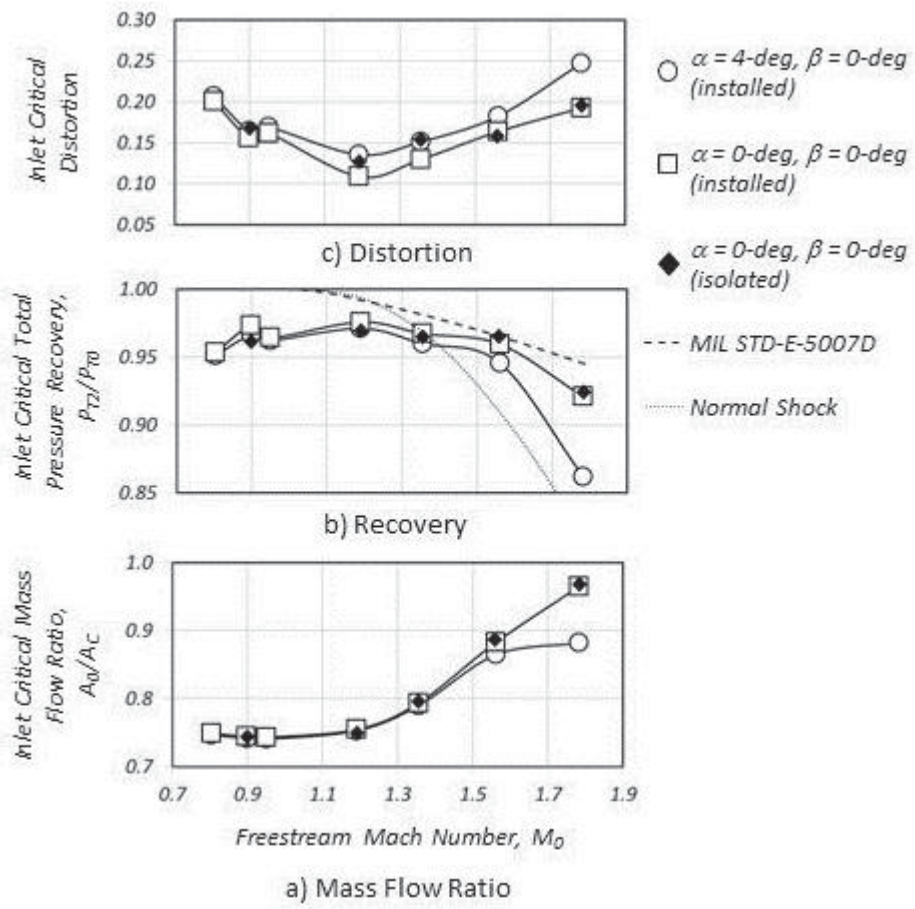 Inlet Critical
Distortion
0.30
0.25
0.20
0.15
0.10
0.05
c) Distortion
Inlet Critical Total
Pressure Recovery,
PT2/PT0
1.00
0.95
0.90
0.85
b) Recovery
Inlet Critical Mass
Flow Ratio,
A0/AC
1.0
0.9
0.8
0.7
0.7 0.9 1.1 1.3 1.5 1.7 1.9
Freestream Mach Number, M0
a) Mass Flow Ratio
α = 4-deg, β = 0-deg
(installed)
α = 0-deg, β = 0-deg
(installed)
α = 0-deg, β = 0-deg
(isolated)
MIL STD-E-5007D
Normal Shock